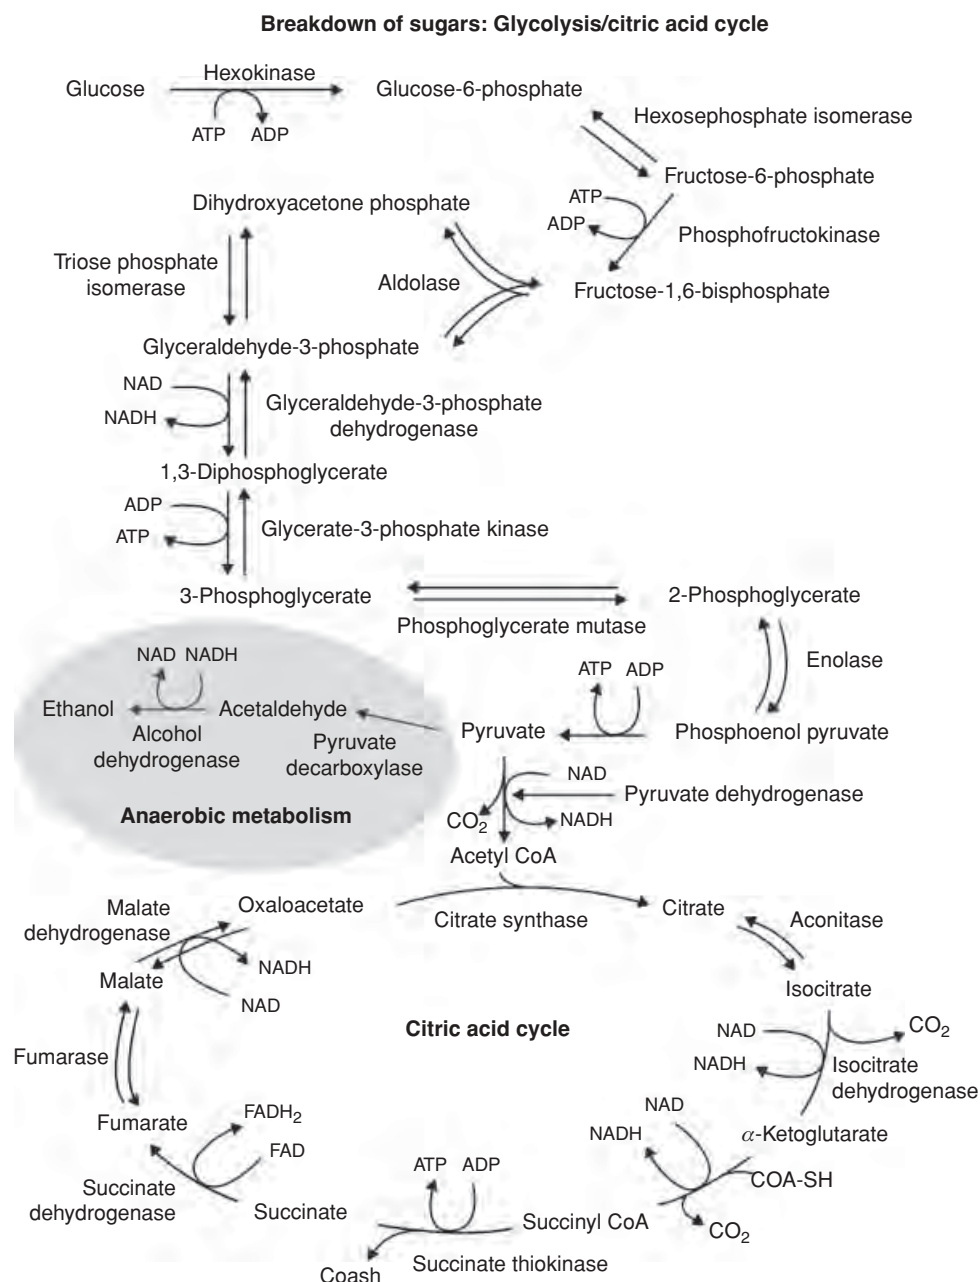 Breakdown of sugars: Glycolysis/citric acid cycle
Glucose
Hexokinase
ATP
ADP
Glucose-6-phosphate
Hexosephosphate isomerase
Fructose-6-phosphate
ATP
ADP
Phosphofructokinase
Fructose-1,6-bisphosphate
Aldolase
Dihydroxyacetone phosphate
Triose phosphate
isomerase
Glyceraldehyde-3-phosphate
NAD
NADH
Glyceraldehyde-3-phosphate
dehydrogenase
1,3-Diphosphoglycerate
ADP
ATP
Glycerate-3-phosphate kinase
3-Phosphoglycerate
Phosphoglycerate mutase
2-Phosphoglycerate
Enolase
Phosphoenol pyruvate
ATP
ADP
Pyruvate
Pyruvate
decarboxylase
Acetaldehyde
NAD
NADH
Alcohol
dehydrogenase
Ethanol
Anaerobic metabolism
NAD
Pyruvate dehydrogenase
NADH
CO2
Acetyl CoA
Oxaloacetate
Citrate synthase
Citrate
Aconitase
Isocitrate
NAD
NADH
CO2
Isocitrate
dehydrogenase
α-Ketoglutarate
NAD
NADH
COA-SH
CO2
Succinyl CoA
ATP
ADP
Succinate thiokinase
Coash
Succinate
FADH2
FAD
Succinate
dehydrogenase
Fumarate
Fumarase
Malate
Malate
dehydrogenase
NADH
NAD
Citric acid cycle